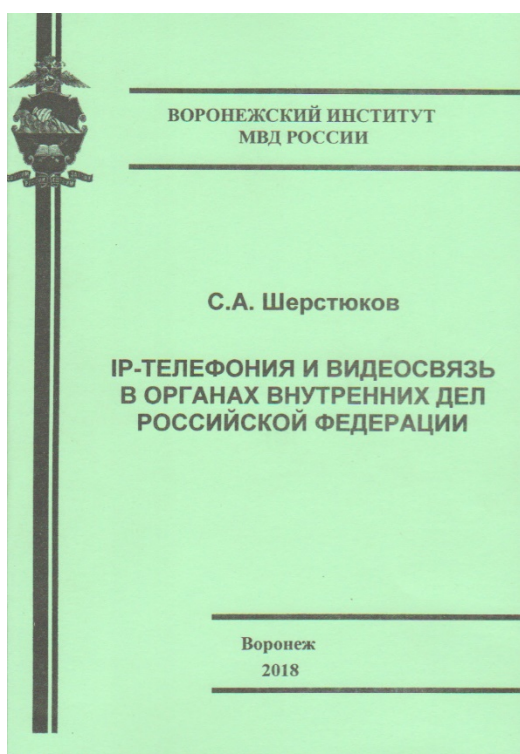 ВОРОНЕЖСКИЙ ИНСТИТУТ
МВД РОССИИ
С.А. Шерстюков
IP-ТЕЛЕФОНИЯ И ВИДЕОСВЯЗЬ
В ОРГАНАХ ВНУТРЕННИХ ДЕЛ
РОССИЙСКОЙ ФЕДЕРАЦИИ
Воронеж
2018